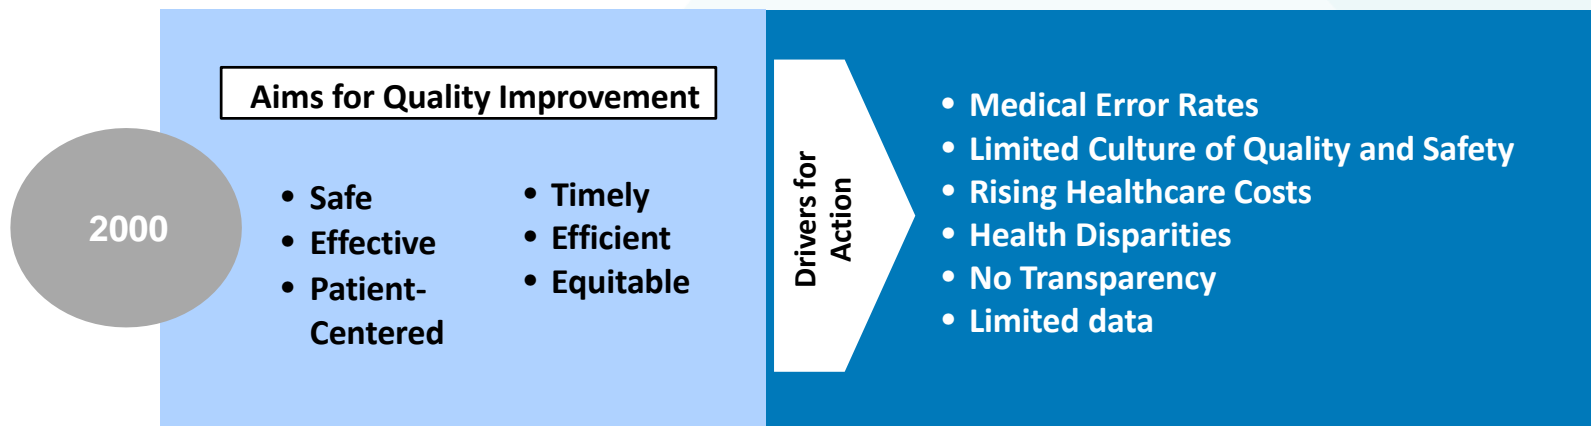 2000
Aims for Quality Improvement
• Safe
• Effective
• Patient-
Centered
• Timely
• Efficient
• Equitable
Drivers for
Action
• Medical Error Rates
• Limited Culture of Quality and Safety
• Rising Healthcare Costs
• Health Disparities
• No Transparency
• Limited data